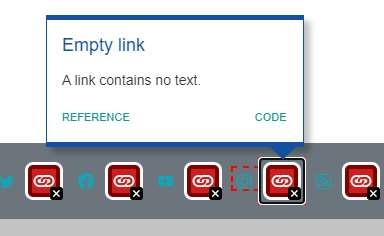 Empty link
A link contains no text.
REFERENCE CODE